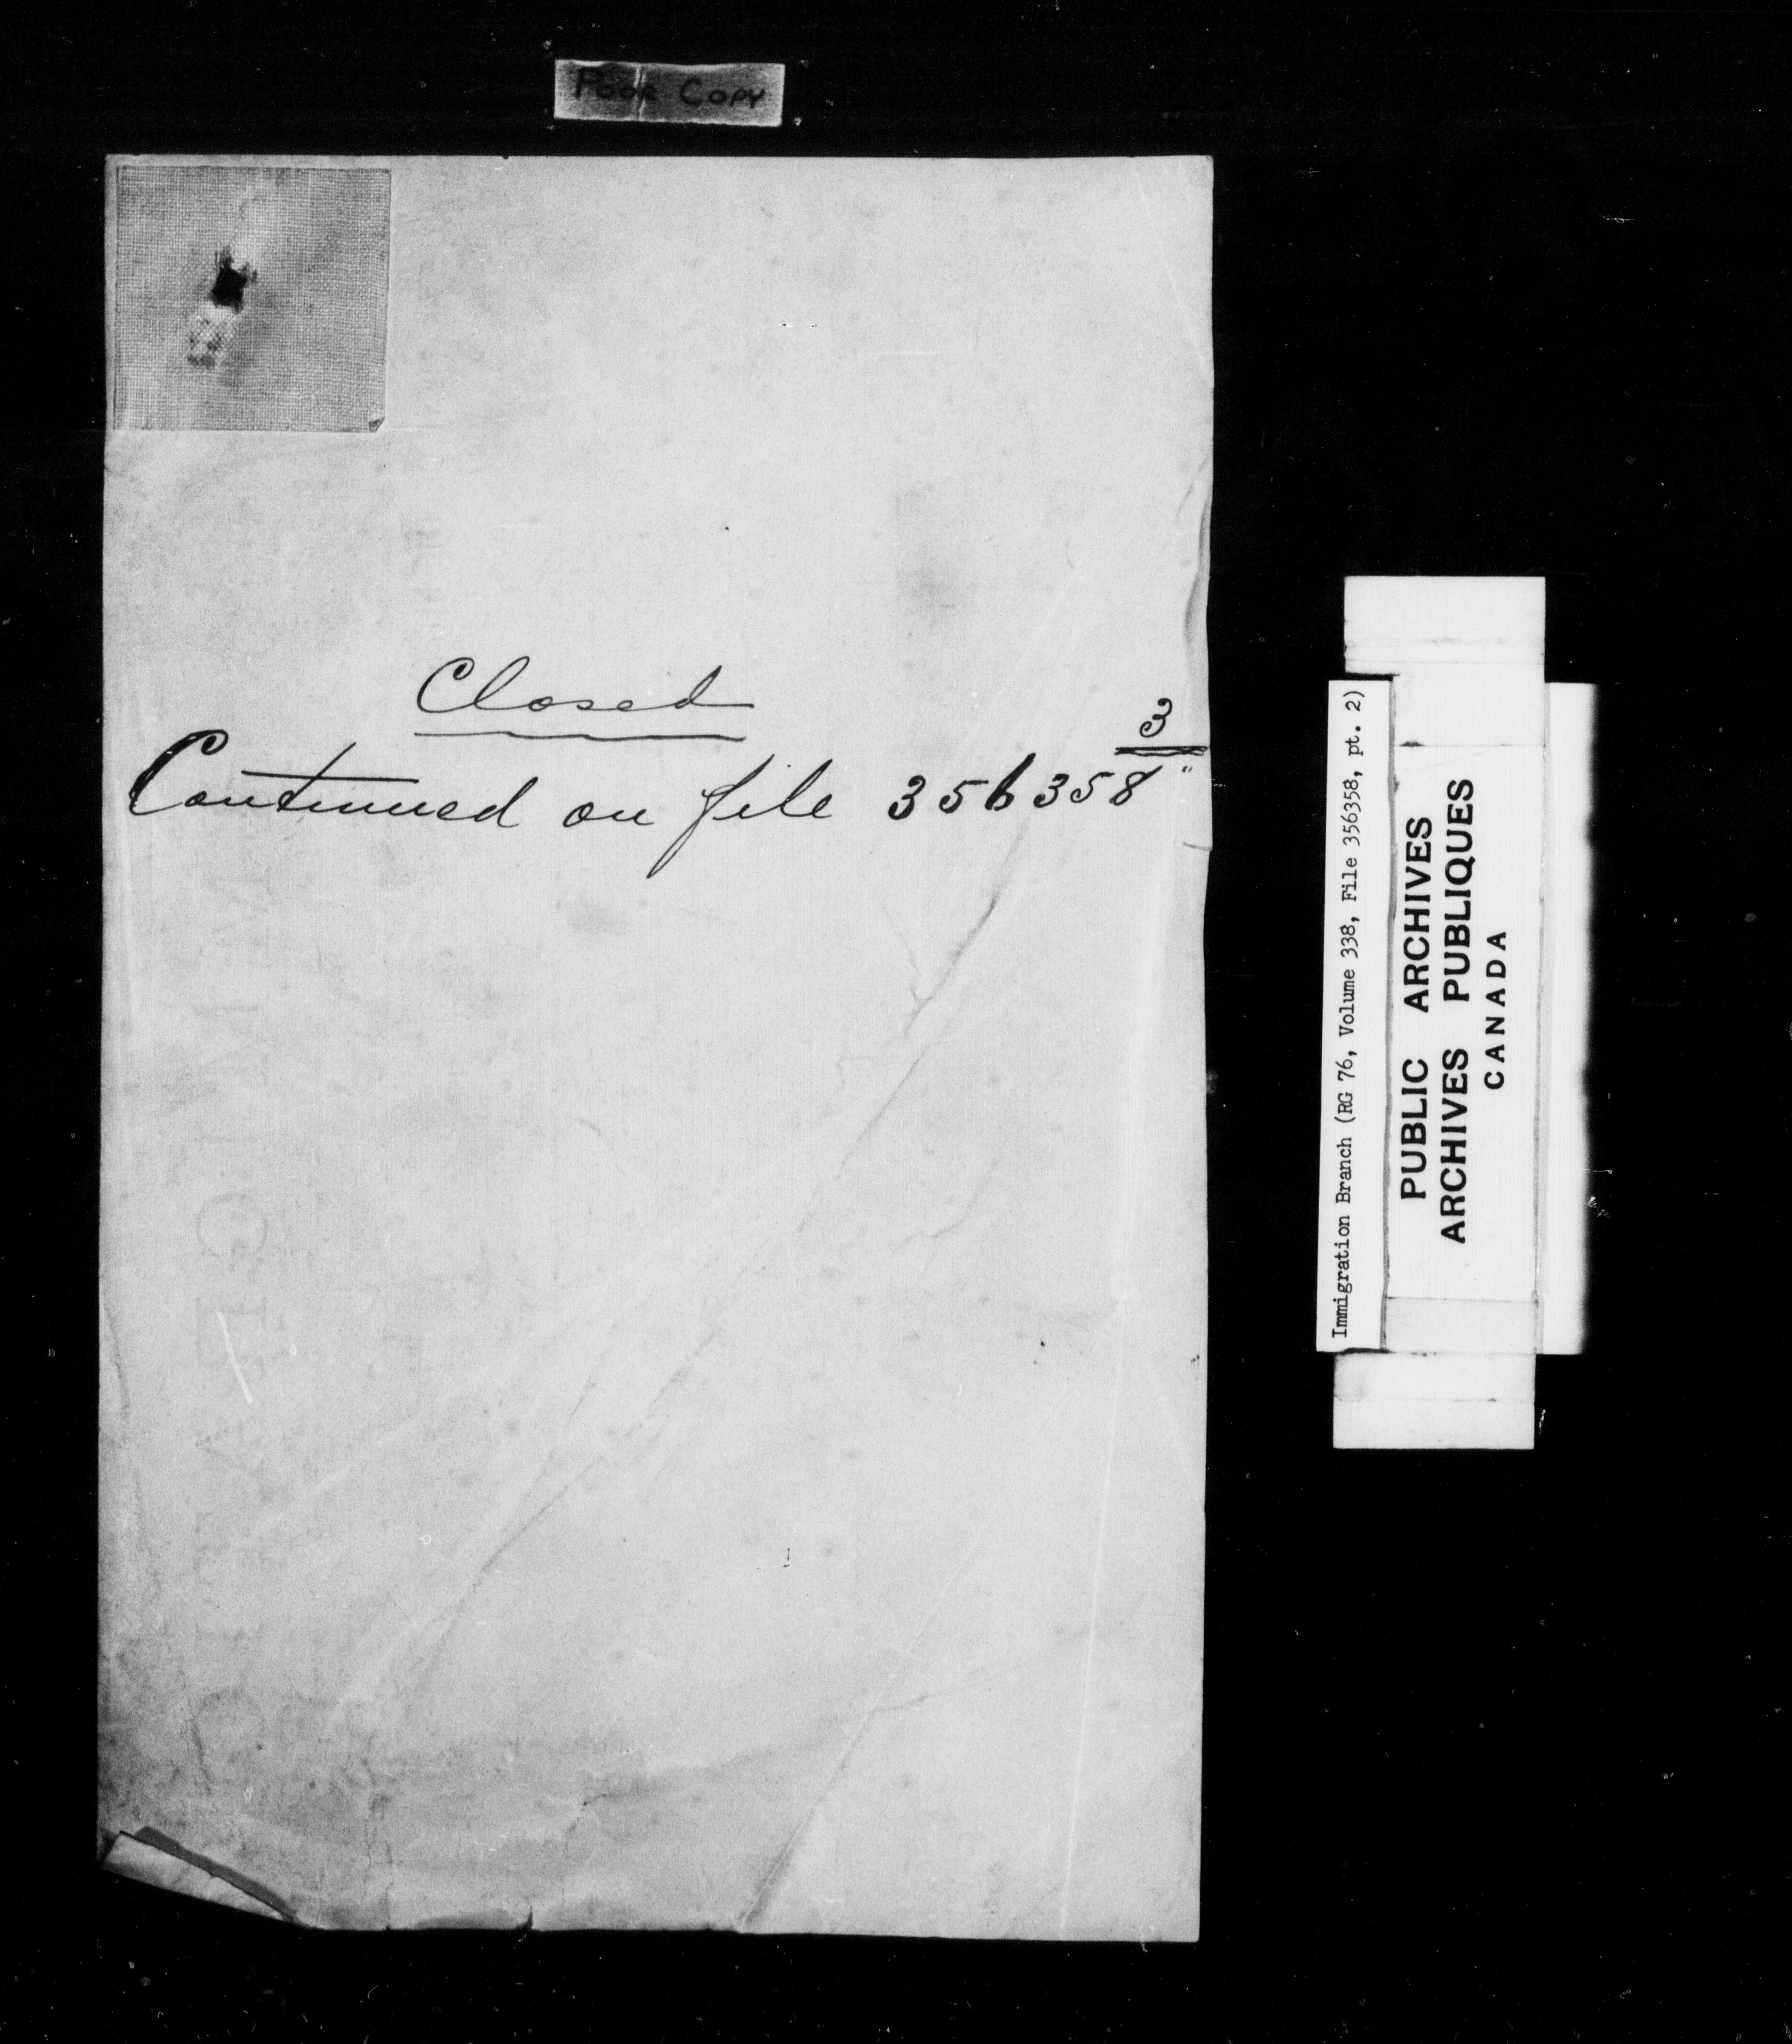 Poor Copy
Closed
3
Continued on file 356358"
Immigration Branch (RG 76, Volume 338, File 356358, pt. 2)
PUBLIC ARCHIVES
ARCHIVES PUBLIQUES
CANADA